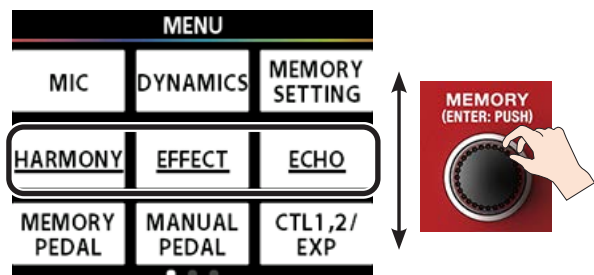 MENU
MIC DYNAMICS MEMORY SETTING
HARMONY EFFECT ECHO
MEMORY PEDAL MANUAL PEDAL CTL1,2/ EXP
MEMORY
(ENTER: PUSH)